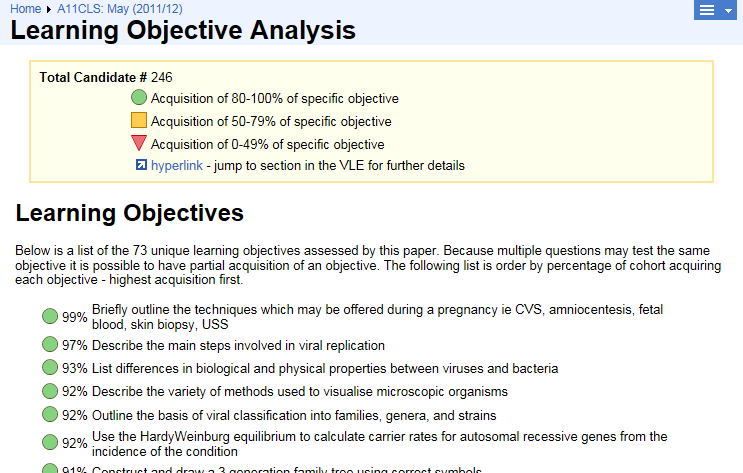 Home A11CLS: May (2011/12)
Learning Objective Analysis
Total Candidate # 246
Acquisition of 80-100% of specific objective
Acquisition of 50-79% of specific objective
Acquisition of 0-49% of specific objective
hyperlink - jump to section in the VLE for further details
Learning Objectives
Below is a list of the 73 unique learning objectives assessed by this paper. Because multiple questions may test the same
objective it is possible to have partial acquisition of an objective. The following list is order by percentage of cohort acquiring
each objective - highest acquisition first.
99% Briefly outline the techniques which may be offered during a pregnancy ie CVS, amniocentesis, fetal
blood, skin biopsy, USS
97% Describe the main steps involved in viral replication
93% List differences in biological and physical properties between viruses and bacteria
92% Describe the variety of methods used to visualise microscopic organisms
92% Outline the basis of viral classification into families, genera, and strains
92% Use the HardyWeinburg equilibrium to calculate carrier rates for autosomal recessive genes from the
incidence of the condition
91% Construct and draw a 3 generation family tree using correct symbols